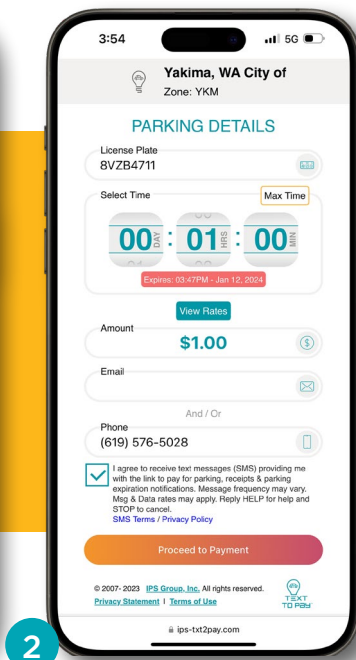 3:54
5G
Yakima, WA City of
Zone: YKM
PARKING DETAILS
License Plate
8VZB4711
Select Time
Max Time
00 DAY : 01 HRS : 00 MIN
Expires: 03:47PM - Jan 12, 2024
View Rates
Amount
$1.00
Email
And / Or
Phone
(619) 576-5028
I agree to receive text messages (SMS) providing me
with the link to pay for parking, receipts & parking
expiration notifications. Message frequency may vary.
Msg & Data rates may apply. Reply HELP for help and
STOP to cancel.
SMS Terms / Privacy Policy
Proceed to Payment
© 2007- 2023 IPS Group, Inc. All rights reserved.
Privacy Statement | Terms of Use
TEXT
TO PAY
ips-txt2pay.com
2